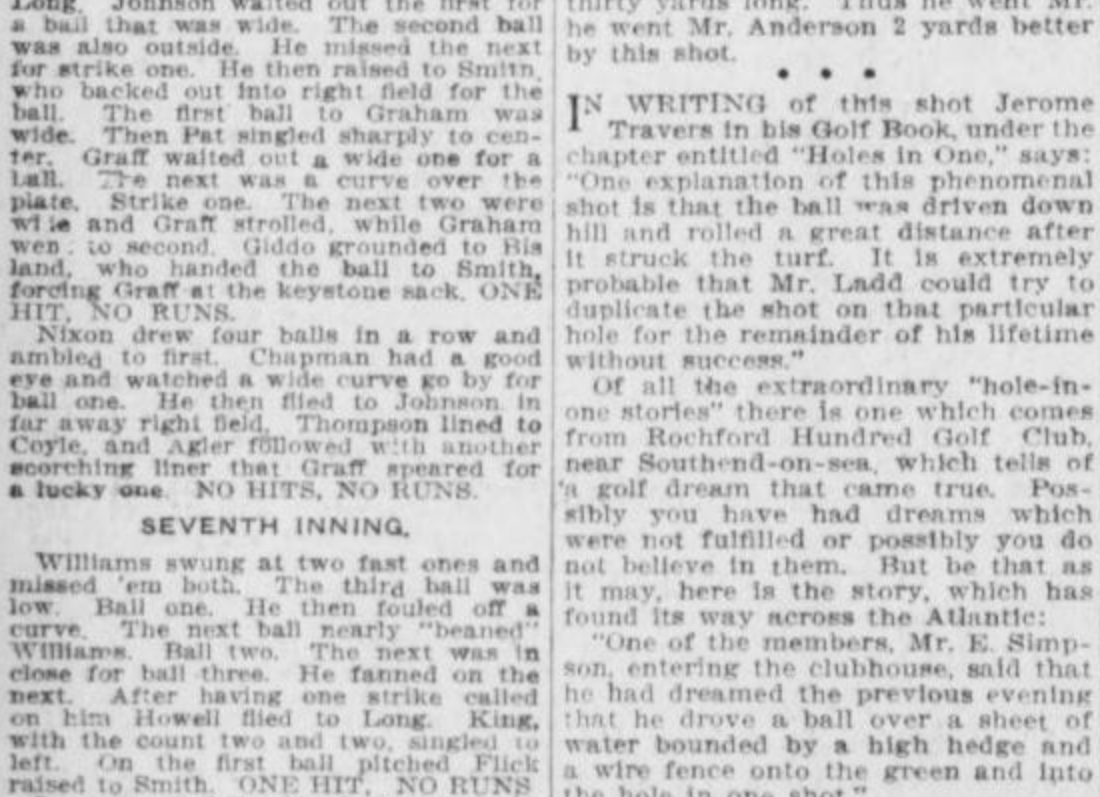 Long. Johnson waited out the first for
a ball that was wide. The second ball
was also outside. He missed the next
for strike one. He then raised to Smith,
who backed out into right field for the
ball. The first ball to Graham was
wide. Then Pat singled sharply to cen-
ter. Graff waited out a wide one for a
ball. The next was a curve over the
plate. Strike one. The next two were
wide and Graff strolled, while Graham
went to second. Giddo grounded to Bis
land, who handed the ball to Smith,
forcing Graff at the keystone sack. ONE
HIT, NO RUNS.
Nixon drew four balls in a row and
ambled to first. Chapman had a good
eye and watched a wide curve go by for
ball one. He then flied to Johnson in
far away right field. Thompson lined to
Coyle, and Agler followed with another
scorching liner that Graff speared for
a lucky one. NO HITS, NO RUNS.
SEVENTH INNING.
Williams swung at two fast ones and
missed 'em both. The third ball was
low. Ball one. He then fouled off a
curve. The next ball nearly "beaned"
Williams. Ball two. The next was in
close for ball three. He fanned on the
next. After having one strike called
on him Howell flied to Long. King,
with the count two and two, singled to
left. On the first ball pitched Flick
raised to Smith. ONE HIT, NO RUNS
thirty yards long. Thus he went Mr.
he went Mr. Anderson 2 yards better
by this shot.
• • •
IN WRITING of this shot Jerome
Travers in his Golf Book, under the
chapter entitled "Holes in One," says:
"One explanation of this phenomenal
shot is that the ball was driven down
hill and rolled a great distance after
it struck the turf. It is extremely
probable that Mr. Ladd could try to
duplicate the shot on that particular
hole for the remainder of his lifetime
without success."
Of all the extraordinary "hole-in-
one stories" there is one which comes
from Rochford Hundred Golf Club,
near Southend-on-sea, which tells of
a golf dream that came true. Pos-
sibly you have had dreams which
were not fulfilled or possibly you do
not believe in them. But be that as
it may, here is the story, which has
found its way across the Atlantic:
"One of the members, Mr. E. Simp-
son, entering the clubhouse, said that
he had dreamed the previous evening
that he drove a ball over a sheet of
water bounded by a high hedge and
a wire fence onto the green and into
the hole in one shot."